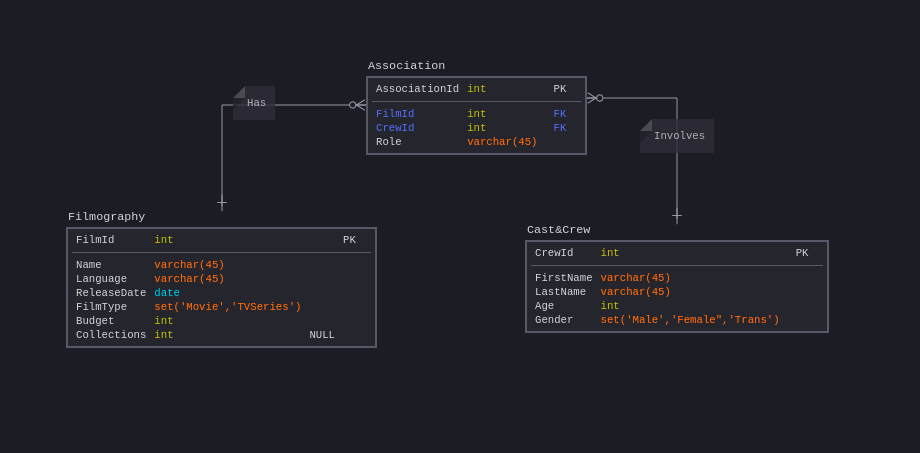 Association
AssociationId int PK
FilmId int FK
CrewId int FK
Role varchar(45)
Has
Involves
Filmography
FilmId int PK
Name varchar(45)
Language varchar(45)
ReleaseDate date
FilmType set('Movie','TVSeries')
Budget int
Collections int NULL
Cast&Crew
CrewId int PK
FirstName varchar(45)
LastName varchar(45)
Age int
Gender set('Male','Female",'Trans')